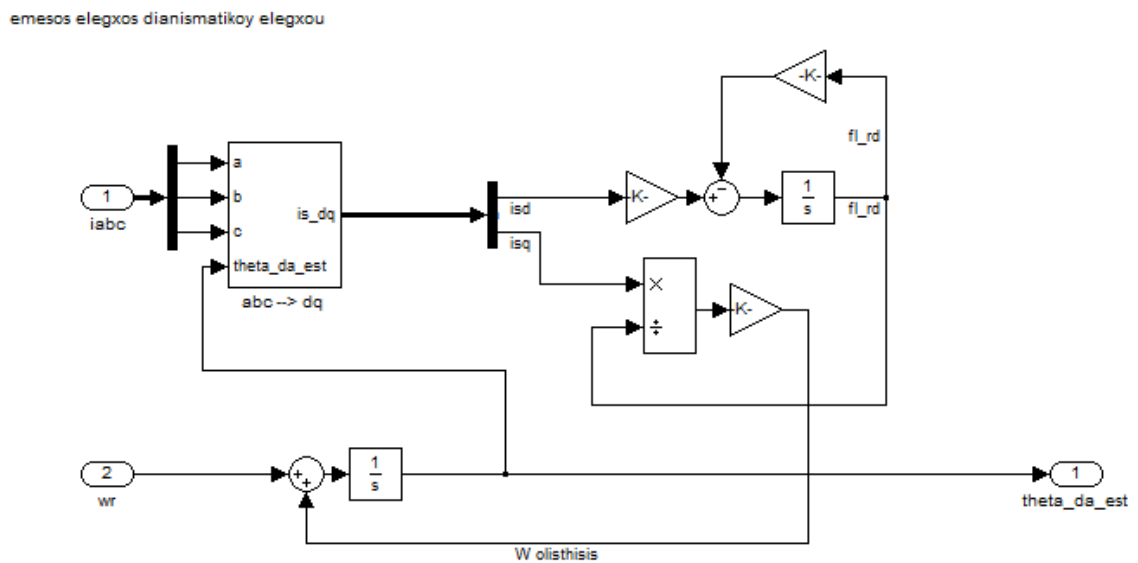 emesos elegxos dianismatikoy elegxou
-K-
fl_rd
1
iabc
a
b
c
theta_da_est
is_dq
abc --> dq
isd
isq
K-
+
−
1
s
fl_rd
×
÷
K-
2
wr
+
+
1
s
1
theta_da_est
W olisthisis